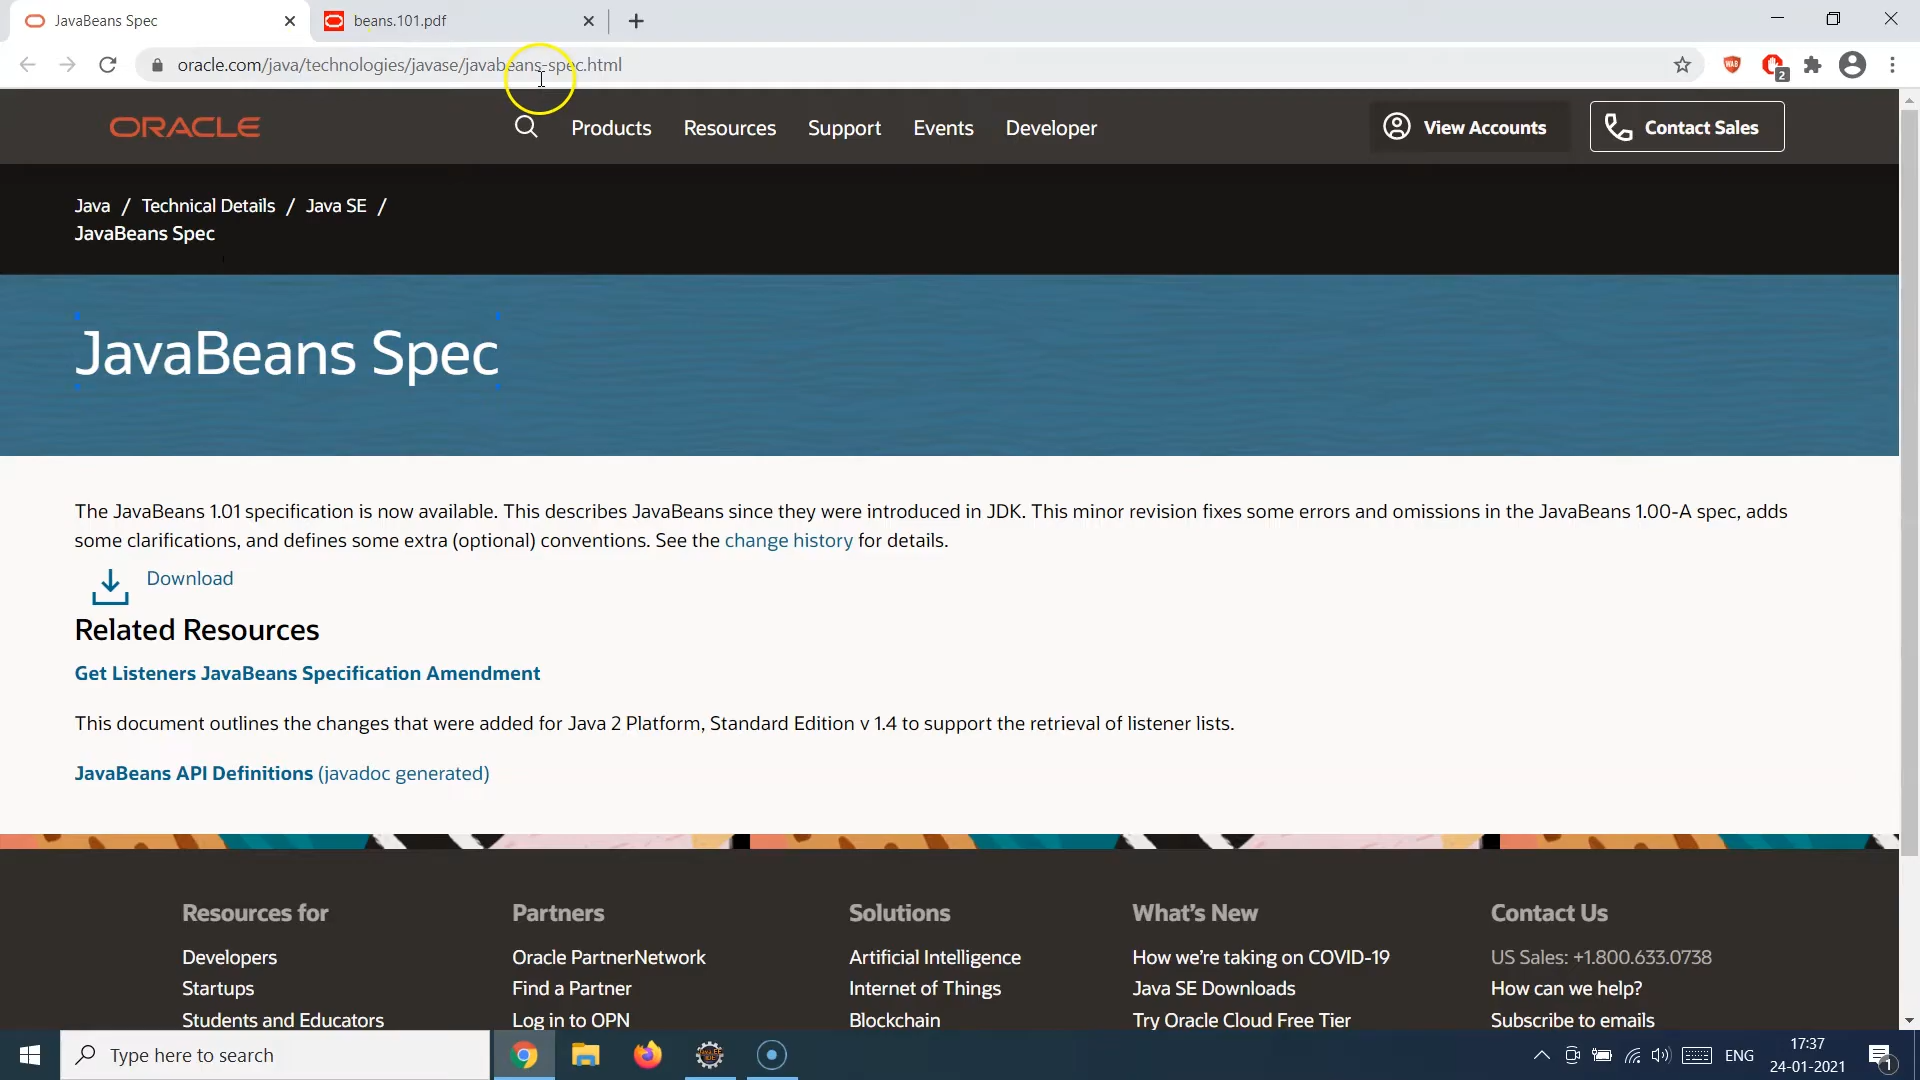 JavaBeans Spec
beans.101.pdf
oracle.com/java/technologies/javase/javabeans-spec.html
2
ORACLE
Products Resources Support Events Developer
View Accounts
Contact Sales
Java / Technical Details / Java SE /
JavaBeans Spec
JavaBeans Spec
The JavaBeans 1.01 specification is now available. This describes JavaBeans since they were introduced in JDK. This minor revision fixes some errors and omissions in the JavaBeans 1.00-A spec, adds
some clarifications, and defines some extra (optional) conventions. See the change history for details.
Download
Related Resources
Get Listeners JavaBeans Specification Amendment
This document outlines the changes that were added for Java 2 Platform, Standard Edition v 1.4 to support the retrieval of listener lists.
JavaBeans API Definitions (javadoc generated)
Resources for
Developers
Startups
Students and Educators
Partners
Oracle PartnerNetwork
Find a Partner
Log in to OPN
Solutions
Artificial Intelligence
Internet of Things
Blockchain
What's New
How we're taking on COVID-19
Java SE Downloads
Try Oracle Cloud Free Tier
Contact Us
US Sales: +1.800.633.0738
How can we help?
Subscribe to emails
Type here to search
ENG
17:37
24-01-2021
1